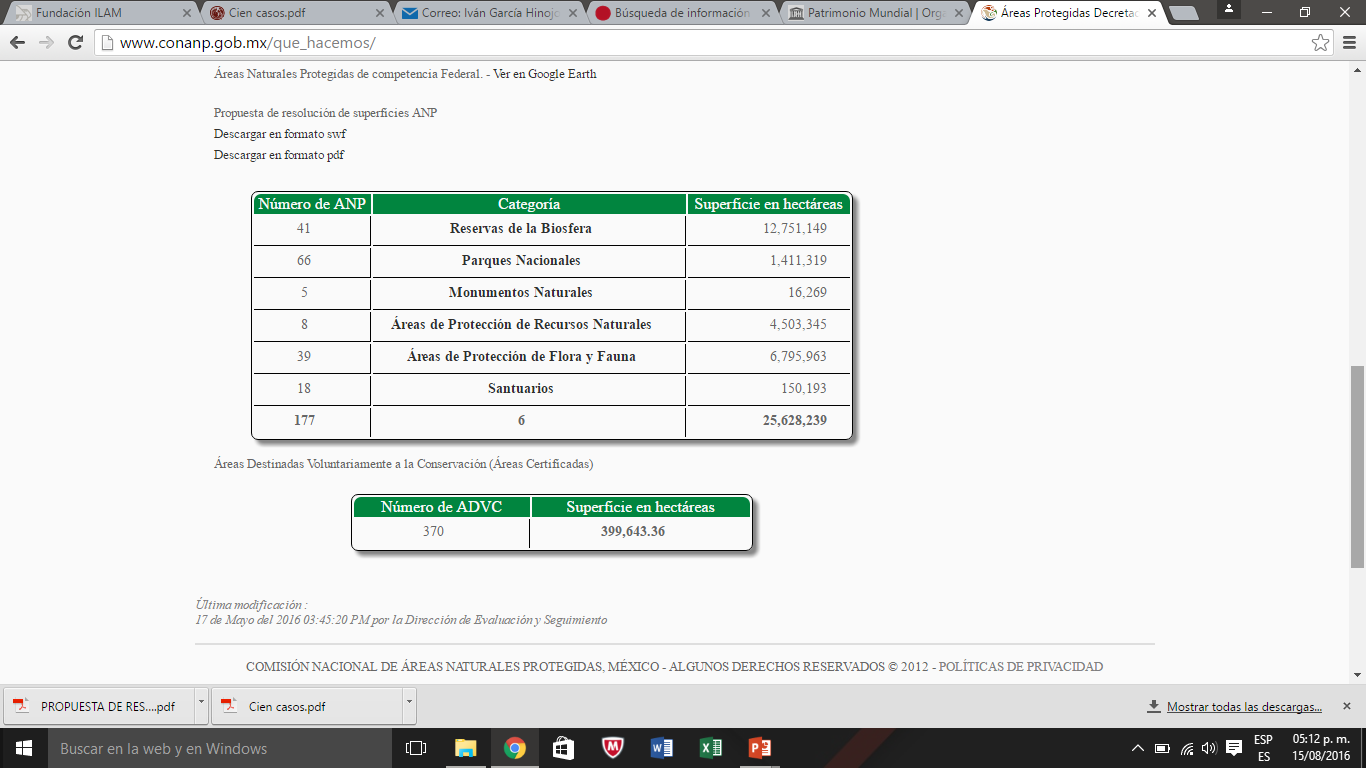 Fundación ILAM
Cien casos.pdf
Correo: Iván García Hinojo
Búsqueda de información
Patrimonio Mundial | Orga
Áreas Protegidas Decretad
www.conanp.gob.mx/que_hacemos/
Áreas Naturales Protegidas de competencia Federal. - Ver en Google Earth
Propuesta de resolución de superficies ANP
Descargar en formato swf
Descargar en formato pdf
Número de ANP Categoría Superficie en hectáreas
41 Reservas de la Biosfera 12,751,149
66 Parques Nacionales 1,411,319
5 Monumentos Naturales 16,269
8 Áreas de Protección de Recursos Naturales 4,503,345
39 Áreas de Protección de Flora y Fauna 6,795,963
18 Santuarios 150,193
177 6 25,628,239
Áreas Destinadas Voluntariamente a la Conservación (Áreas Certificadas)
Número de ADVC Superficie en hectáreas
370 399,643.36
Última modificación :
17 de Mayo del 2016 03:45:20 PM por la Dirección de Evaluación y Seguimiento
COMISIÓN NACIONAL DE ÁREAS NATURALES PROTEGIDAS, MÉXICO - ALGUNOS DERECHOS RESERVADOS © 2012 - POLÍTICAS DE PRIVACIDAD
PROPUESTA DE RES....pdf
Cien casos.pdf
Mostrar todas las descargas...
Buscar en la web y en Windows
ESP
ES
05:12 p. m.
15/08/2016